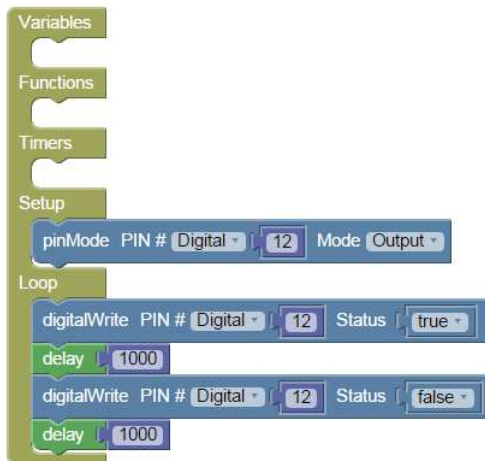 Variables
Functions
Timers
Setup
pinMode PIN # Digital 12 Mode Output
Loop
digitalWrite PIN # Digital 12 Status true
delay 1000
digitalWrite PIN # Digital 12 Status false
delay 1000